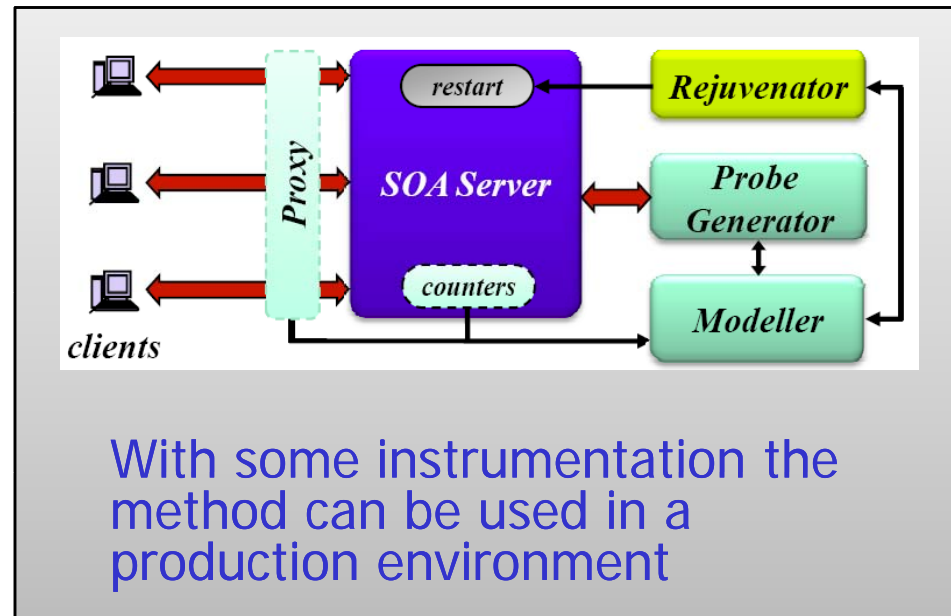 restart
Rejuvenator
Proxy
SOA Server
Probe
Generator
counters
Modeller
clients
With some instrumentation the
method can be used in a
production environment